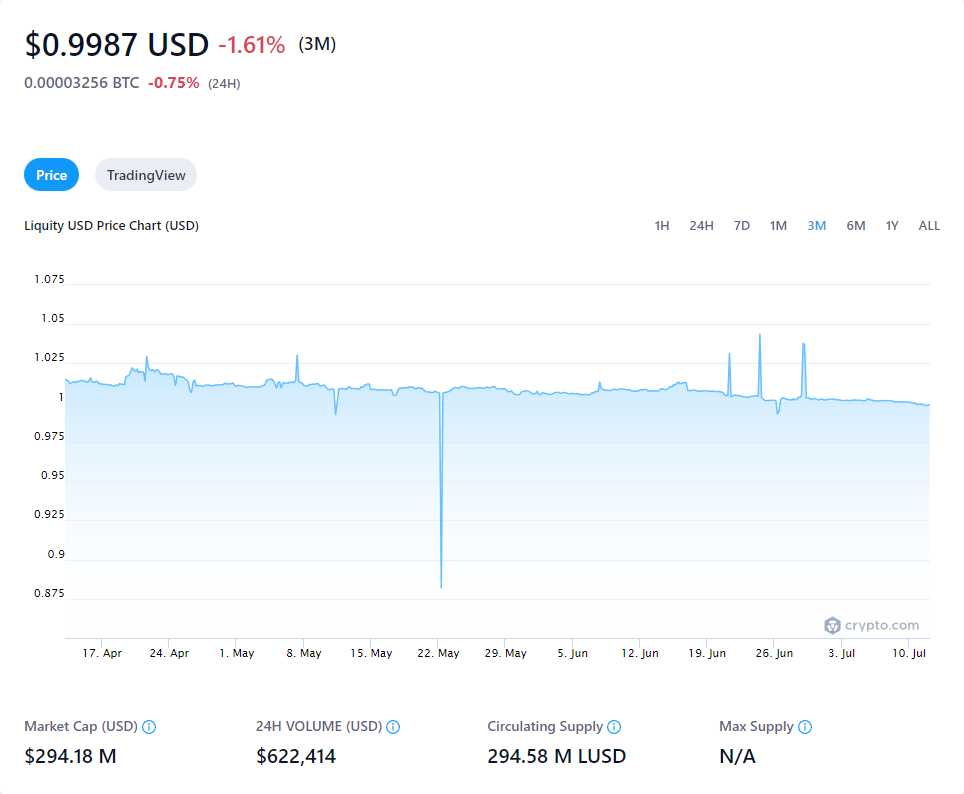 $0.9987 USD -1.61% (3M)
0.00003256 BTC -0.75% (24H)
Price TradingView
Liquity USD Price Chart (USD) 1H 24H 7D 1M 3M 6M 1Y ALL
1.075
1.05
1.025
1
0.975
0.95
0.925
0.9
0.875
crypto.com
17. Apr 24. Apr 1. May 8. May 15. May 22. May 29. May 5. Jun 12. Jun 19. Jun 26. Jun 3. Jul 10. Jul
Market Cap (USD) 24H VOLUME (USD) Circulating Supply Max Supply
$294.18 M $622,414 294.58 M LUSD N/A